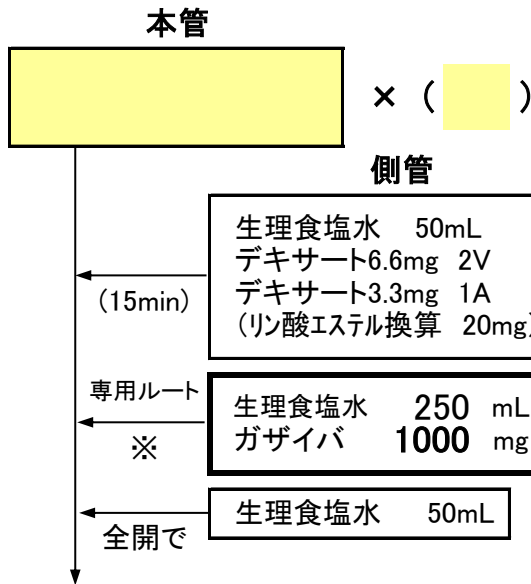 本管
× ( )
側管
生理食塩水 50mL
デキサート6.6mg 2V
デキサート3.3mg 1A
(リン酸エステル換算 20mg)
(15min)
専用ルート
※
生理食塩水 250 mL
ガザイバ 1000 mg
生理食塩水 50mL
全開で